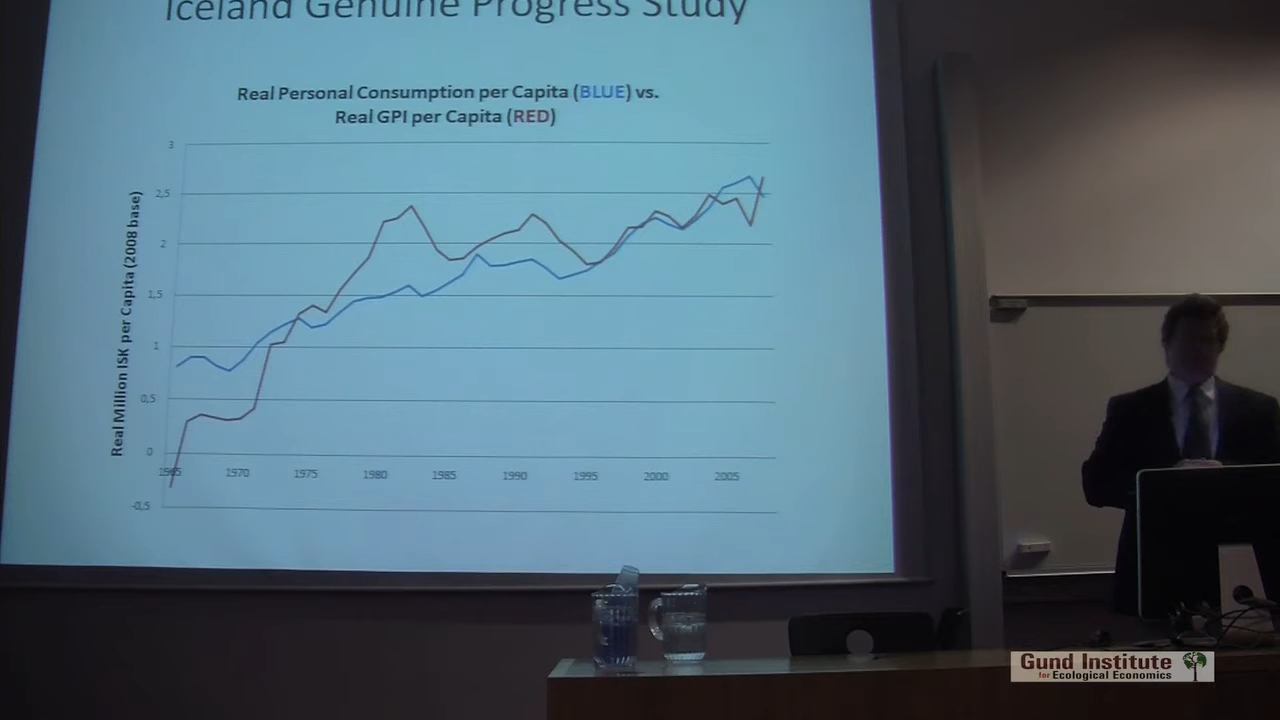 Iceland Genuine Progress Study
Real Personal Consumption per Capita (BLUE) vs.
Real GPI per Capita (RED)
Real Million ISK per Capita (2008 base)
3
2,5
2
1,5
1
0,5
0
-0,5
1965
1970
1975
1980
1985
1990
1995
2000
2005
Gund Institute
for Ecological Economics